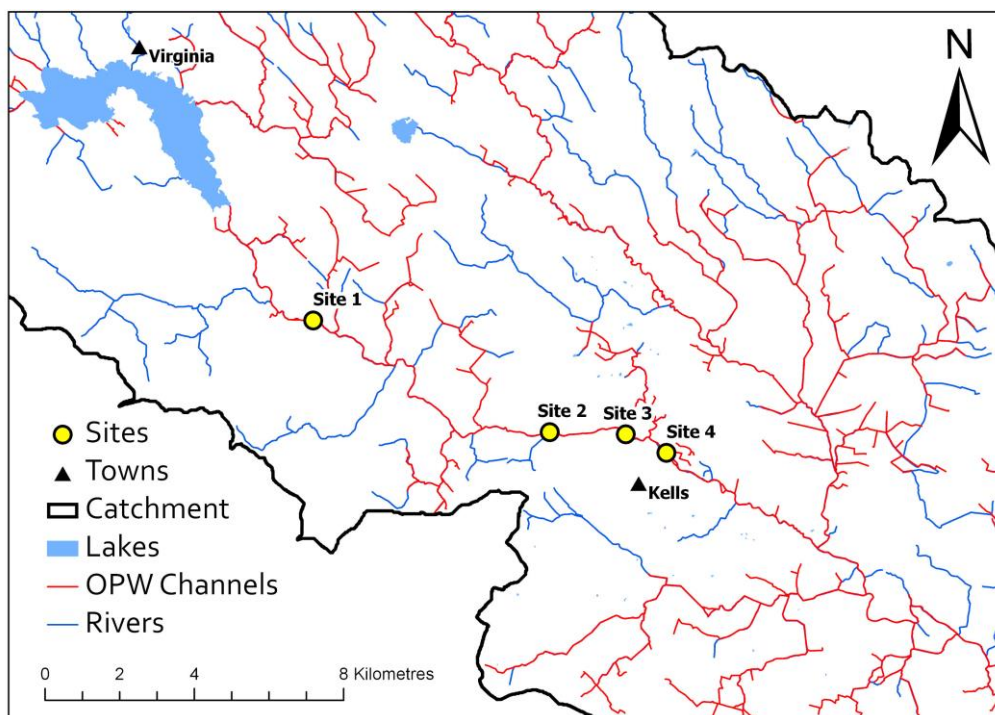 Virginia
N
Site 1
Site 2
Site 3
Site 4
Kells
Sites
Towns
Catchment
Lakes
OPW Channels
Rivers
0 2 4 8 Kilometres